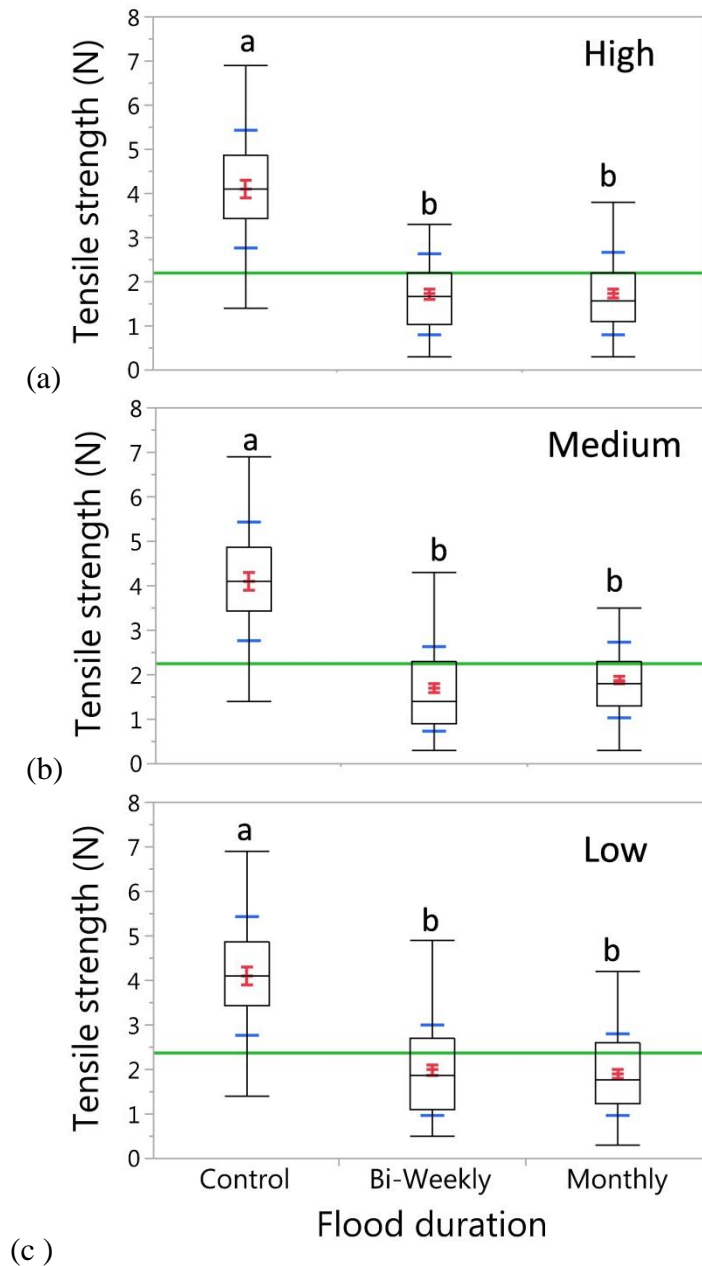 8
a
High
7
6
5
4
b
b
3
2
1
0
Tensile strength (N)
(a)
8
a
Medium
7
6
5
b
b
4
3
2
1
0
Tensile strength (N)
(b)
8
a
Low
7
6
5
b
b
4
3
2
1
0
Tensile strength (N)
Control Bi-Weekly Monthly
Flood duration
(c )